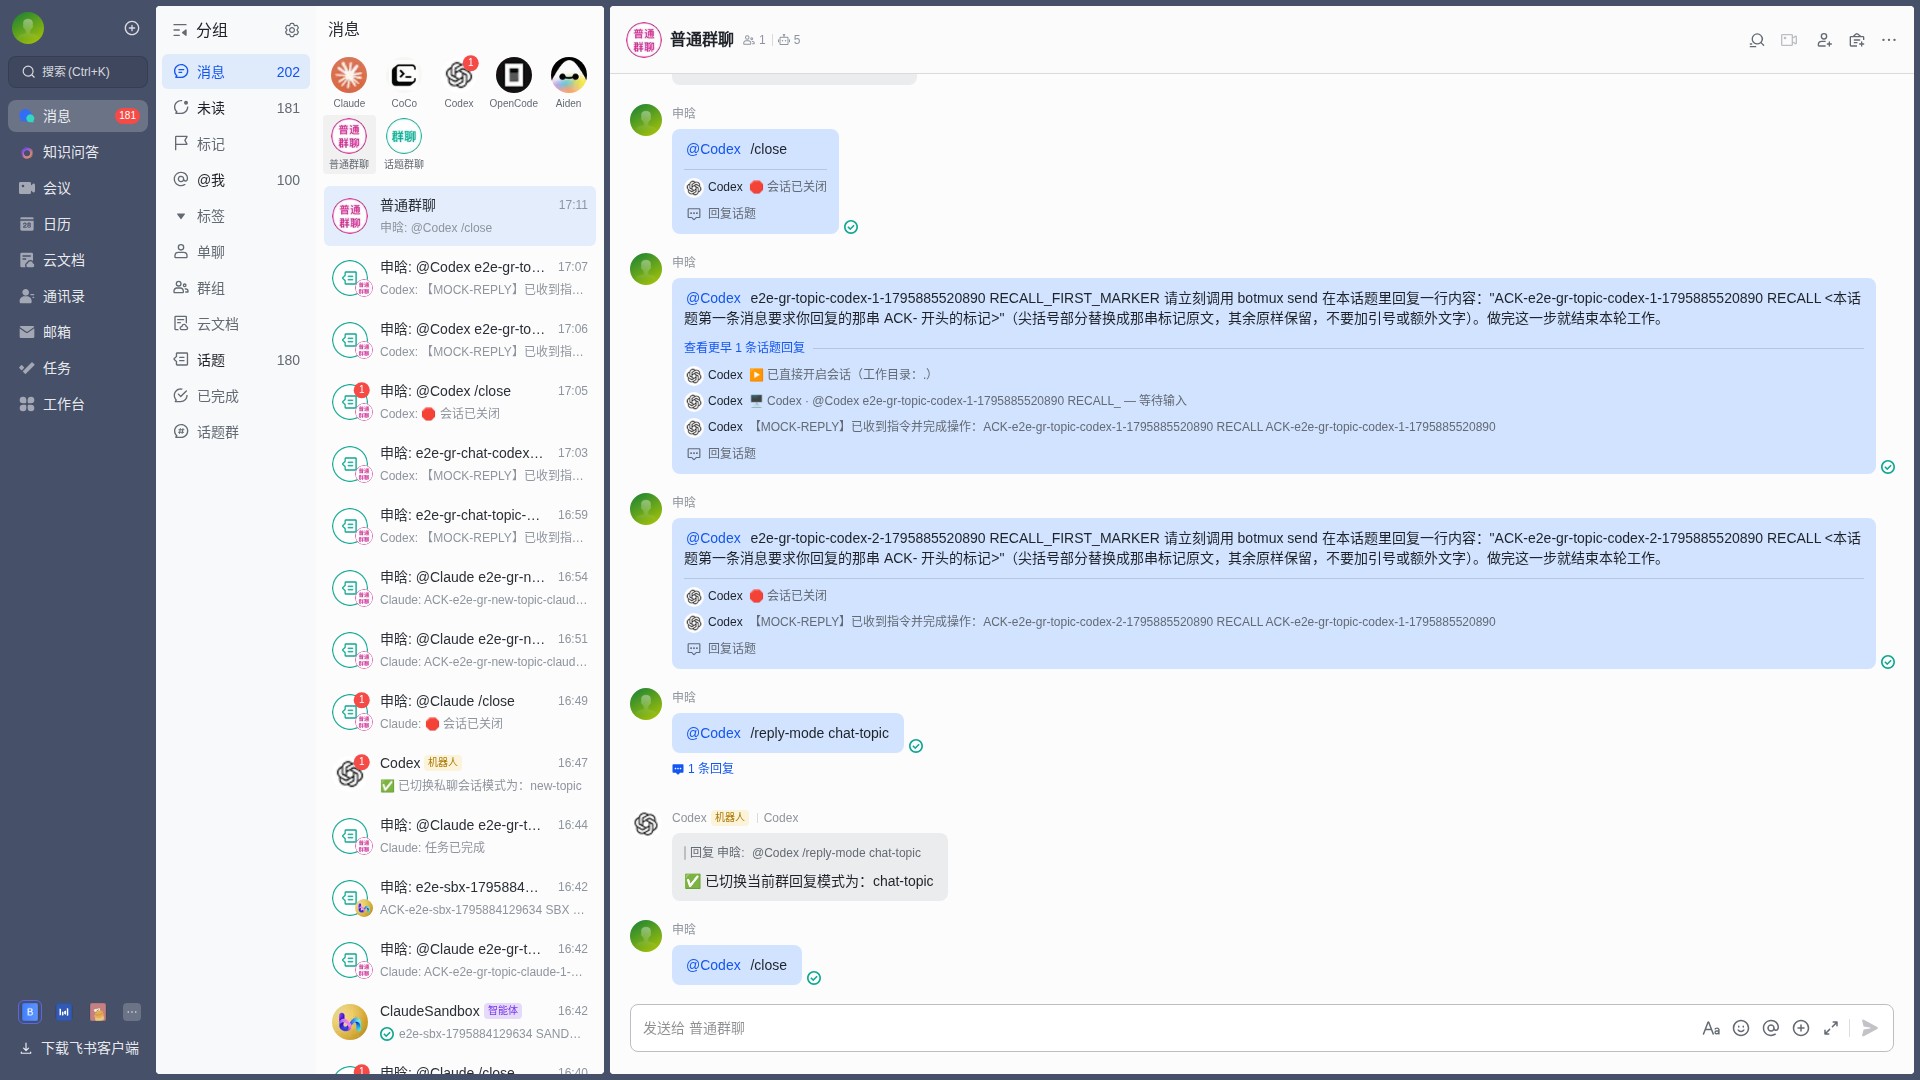 搜索 (Ctrl+K)
消息 181
知识问答
会议
日历
云文档
通讯录
邮箱
任务
工作台
下载飞书客户端
分组
消息 202
未读 181
标记
@我 100
标签
单聊
群组
云文档
话题 180
已完成
话题群
消息
Claude
CoCo
1
Codex
OpenCode
Aiden
普通
群聊
普通群聊
群聊
话题群聊
普通群聊 17:11
申晗: @Codex /close
申晗: @Codex e2e-gr-to… 17:07
Codex: 【MOCK-REPLY】已收到指…
申晗: @Codex e2e-gr-to… 17:06
Codex: 【MOCK-REPLY】已收到指…
1
申晗: @Codex /close 17:05
Codex: 🛑 会话已关闭
申晗: e2e-gr-chat-codex… 17:03
Codex: 【MOCK-REPLY】已收到指…
申晗: e2e-gr-chat-topic-… 16:59
Codex: 【MOCK-REPLY】已收到指…
申晗: @Claude e2e-gr-n… 16:54
Claude: ACK-e2e-gr-new-topic-claud…
申晗: @Claude e2e-gr-n… 16:51
Claude: ACK-e2e-gr-new-topic-claud…
1
申晗: @Claude /close 16:49
Claude: 🛑 会话已关闭
1
Codex 机器人 16:47
✅ 已切换私聊会话模式为：new-topic
申晗: @Claude e2e-gr-t… 16:44
Claude: 任务已完成
申晗: e2e-sbx-1795884… 16:42
ACK-e2e-sbx-1795884129634 SBX …
申晗: @Claude e2e-gr-t… 16:42
Claude: ACK-e2e-gr-topic-claude-1-…
ClaudeSandbox 智能体 16:42
e2e-sbx-1795884129634 SAND…
1
申晗: @Claude /close 16:40
普通
群聊
普通群聊 1 5
申晗
@Codex /close
Codex 🛑 会话已关闭
回复话题
申晗
@Codex e2e-gr-topic-codex-1-1795885520890 RECALL_FIRST_MARKER 请立刻调用 botmux send 在本话题里回复一行内容："ACK-e2e-gr-topic-codex-1-1795885520890 RECALL <本话
题第一条消息要求你回复的那串 ACK- 开头的标记>"（尖括号部分替换成那串标记原文，其余原样保留，不要加引号或额外文字）。做完这一步就结束本轮工作。
查看更早 1 条话题回复
Codex ▶️ 已直接开启会话（工作目录：.）
Codex 🖥️ Codex · @Codex e2e-gr-topic-codex-1-1795885520890 RECALL_ — 等待输入
Codex 【MOCK-REPLY】已收到指令并完成操作：ACK-e2e-gr-topic-codex-1-1795885520890 RECALL ACK-e2e-gr-topic-codex-1-1795885520890
回复话题
申晗
@Codex e2e-gr-topic-codex-2-1795885520890 RECALL_FIRST_MARKER 请立刻调用 botmux send 在本话题里回复一行内容："ACK-e2e-gr-topic-codex-2-1795885520890 RECALL <本话
题第一条消息要求你回复的那串 ACK- 开头的标记>"（尖括号部分替换成那串标记原文，其余原样保留，不要加引号或额外文字）。做完这一步就结束本轮工作。
Codex 🛑 会话已关闭
Codex 【MOCK-REPLY】已收到指令并完成操作：ACK-e2e-gr-topic-codex-2-1795885520890 RECALL ACK-e2e-gr-topic-codex-1-1795885520890
回复话题
申晗
@Codex /reply-mode chat-topic
1 条回复
Codex 机器人 Codex
回复 申晗：@Codex /reply-mode chat-topic
✅ 已切换当前群回复模式为：chat-topic
申晗
@Codex /close
发送给 普通群聊